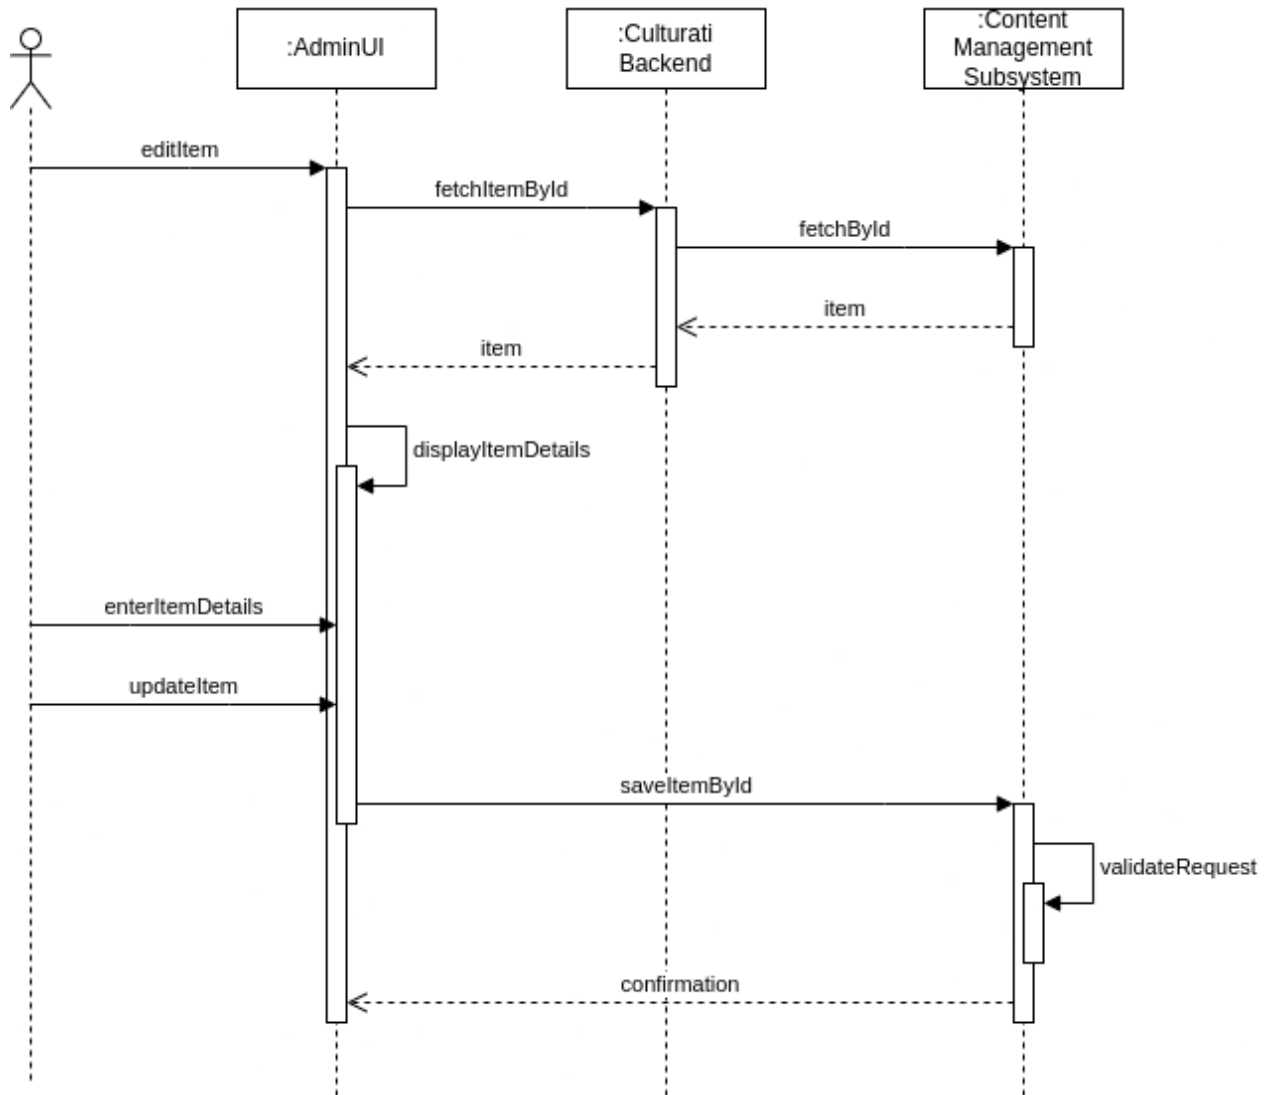 :AdminUI
:Culturati
Backend
:Content
Management
Subsystem
editItem
fetchItemById
fetchById
item
item
displayItemDetails
enterItemDetails
updateItem
saveItemById
validateRequest
confirmation